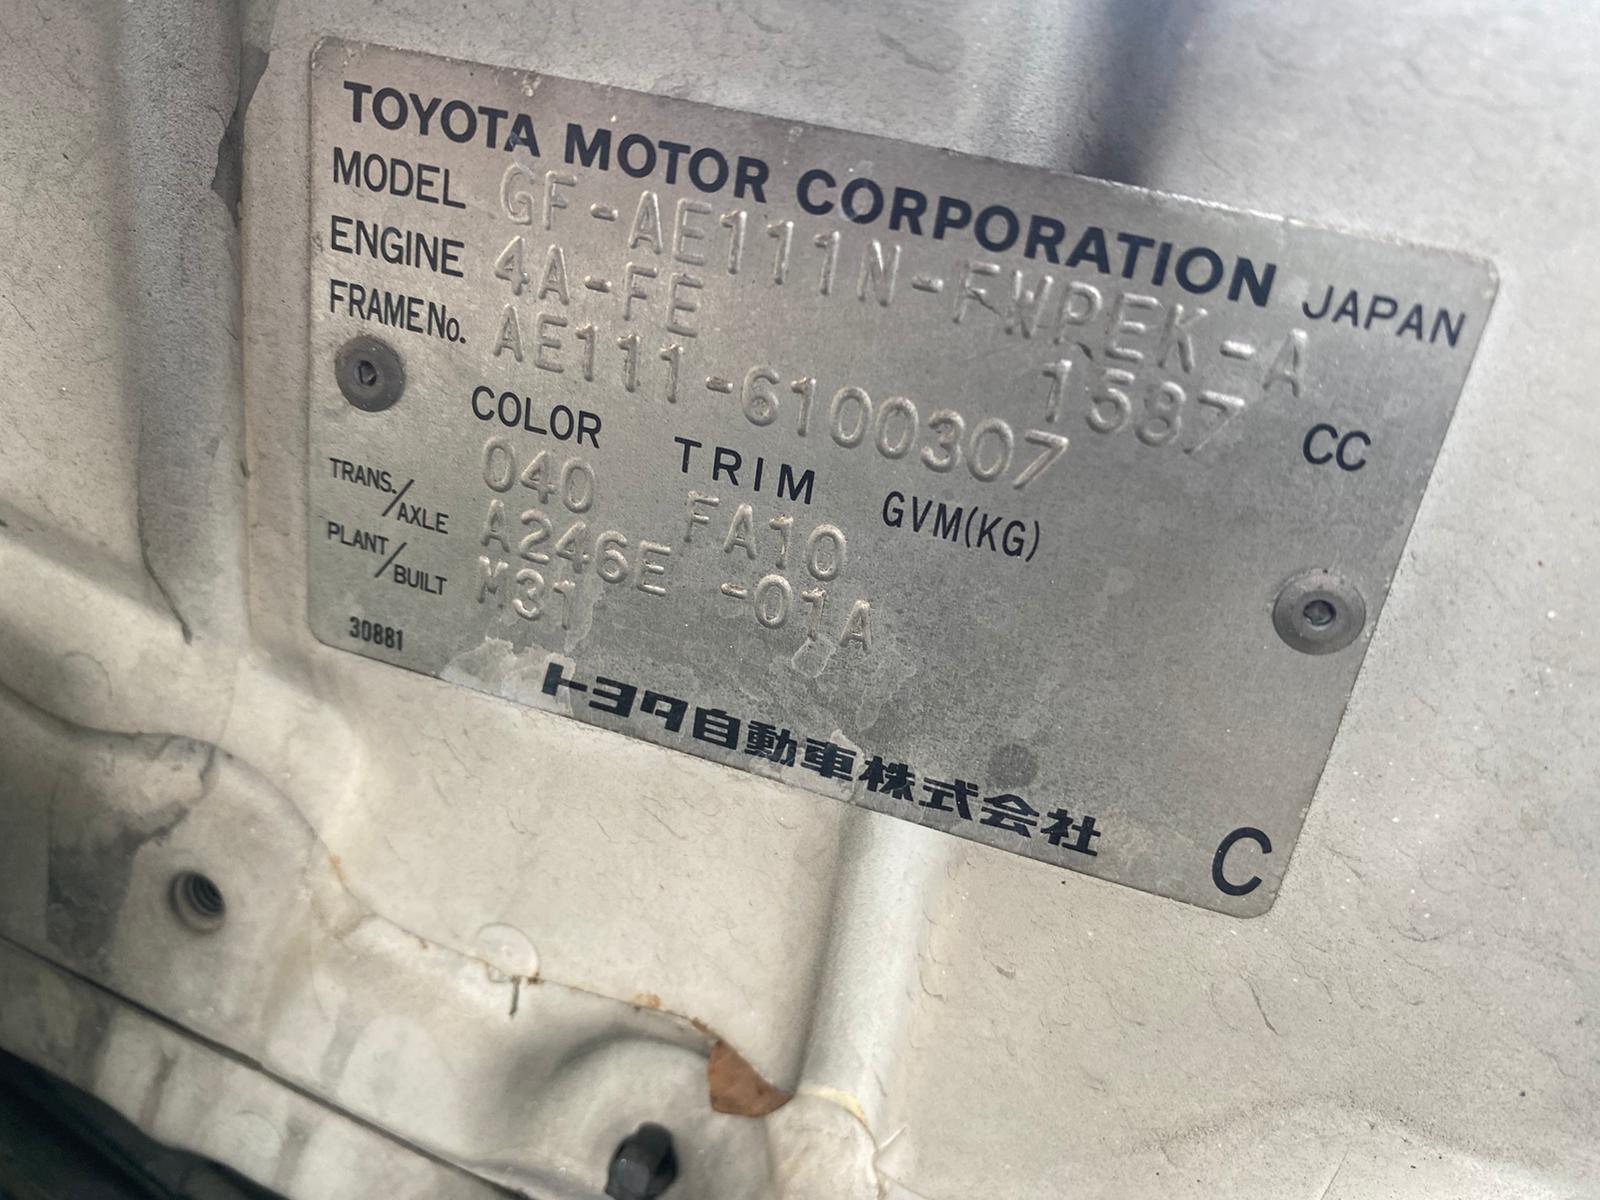 TOYOTA MOTOR CORPORATION JAPAN
MODEL GF-AE111N-FWPEK-A
ENGINE 4A-FE 1587 CC
FRAME No. AE111-6100307
COLOR TRIM GVM(KG)
040 FA10
TRANS./AXLE A246E -01A
PLANT/BUILT M31
30881
トヨタ自動車株式会社
C